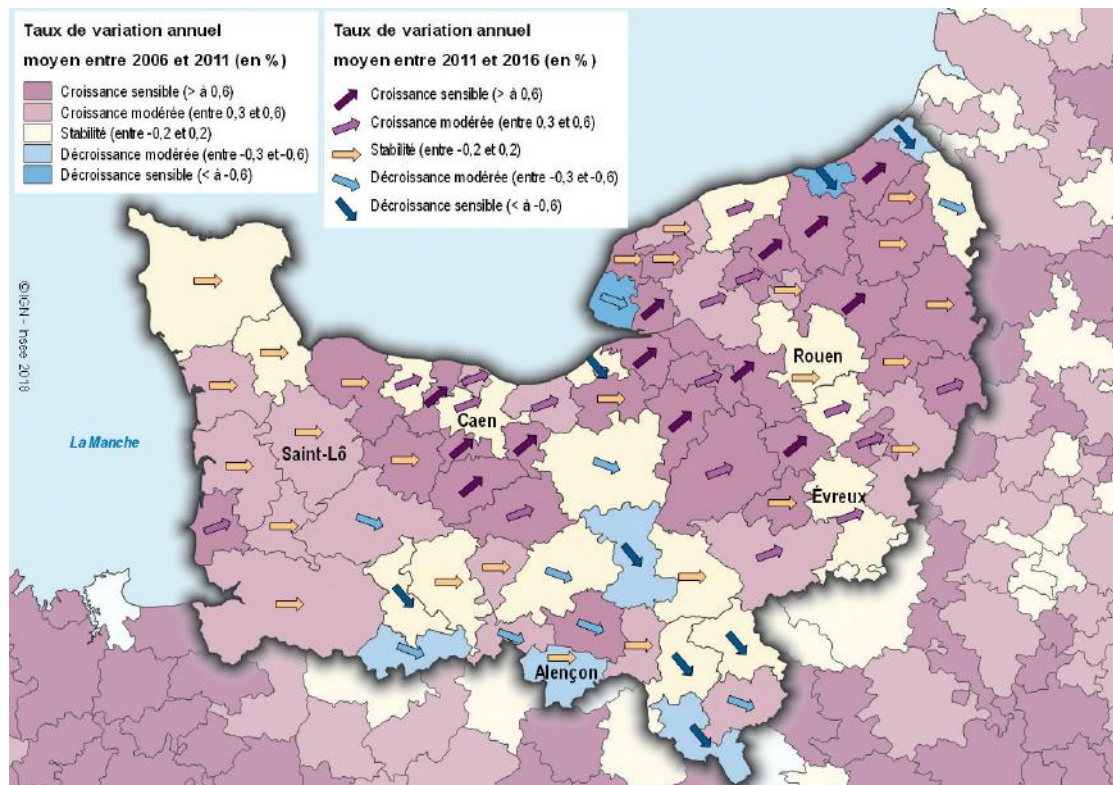 Taux de variation annuel
moyen entre 2006 et 2011 (en %)
Croissance sensible (> à 0,6)
Croissance modérée (entre 0,3 et 0,6)
Stabilité (entre -0,2 et 0,2)
Décroissance modérée (entre -0,3 et -0,6)
Décroissance sensible (< à -0,6)
Taux de variation annuel
moyen entre 2011 et 2016 (en %)
Croissance sensible (> à 0,6)
Croissance modérée (entre 0,3 et 0,6)
Stabilité (entre -0,2 et 0,2)
Décroissance modérée (entre -0,3 et -0,6)
Décroissance sensible (< à -0,6)
© IGN - Insee 2018
La Manche
Rouen
Caen
Saint-Lô
Évreux
Alençon